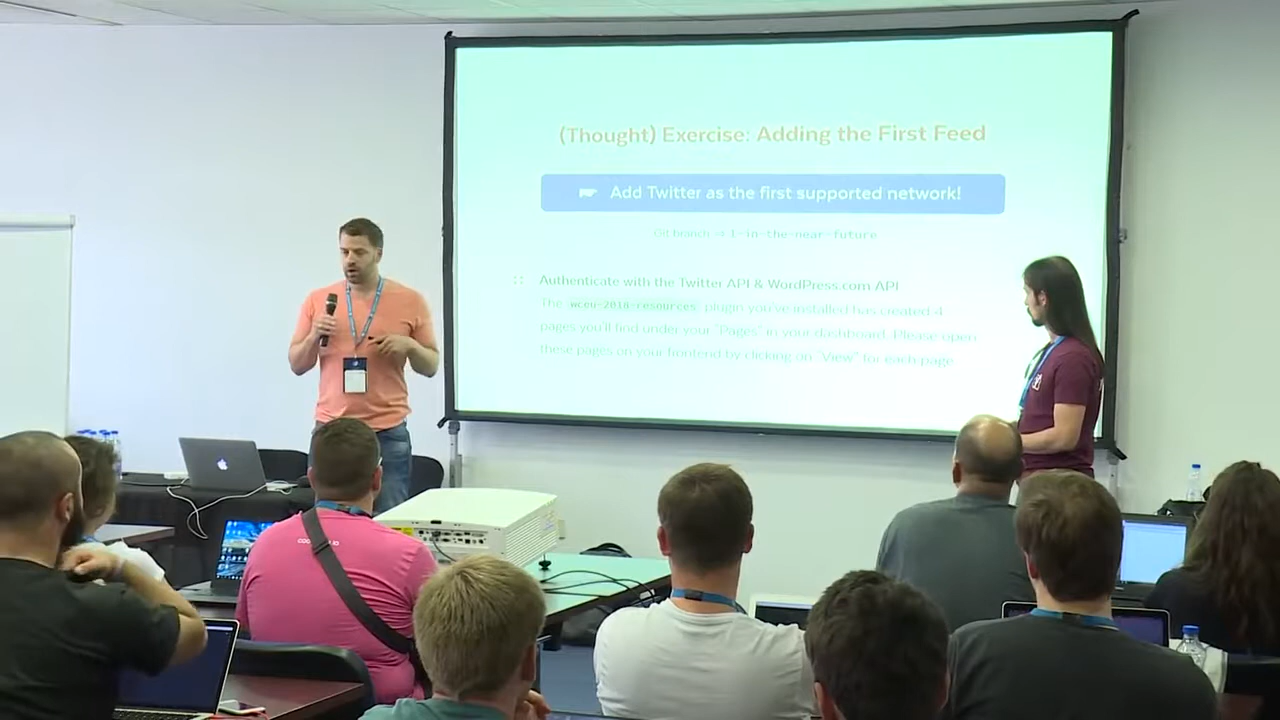 (Thought) Exercise: Adding the First Feed
Add Twitter as the first supported network!
Git branch -> 1-in-the-near-future
Authenticate with the Twitter API & WordPress.com API
The wceu-2018-resources plugin you've installed has created 4
pages you'll find under your "Pages" in your dashboard. Please open
these pages on your frontend by clicking on "View" for each page.